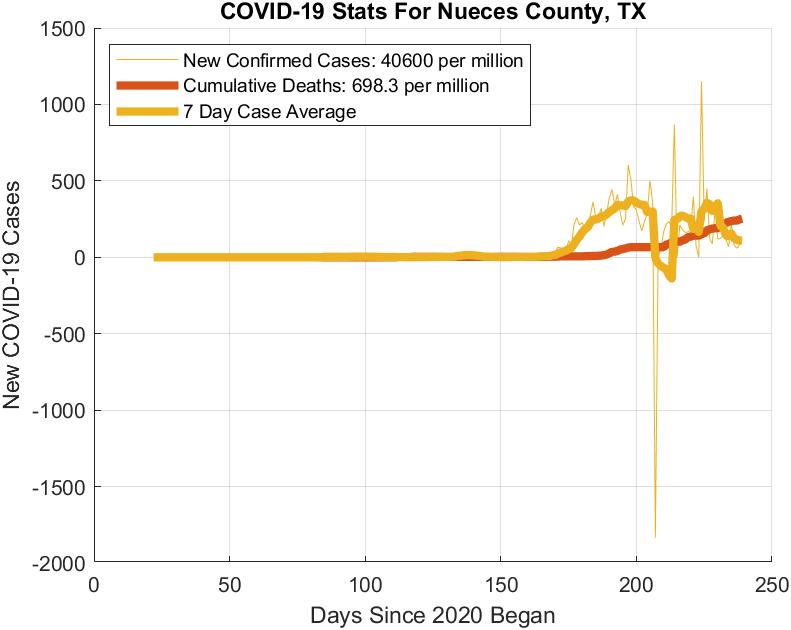 COVID-19 Stats For Nueces County, TX
New Confirmed Cases: 40600 per million
Cumulative Deaths: 698.3 per million
7 Day Case Average
1500
1000
500
0
-500
-1000
-1500
-2000
New COVID-19 Cases
0 50 100 150 200 250
Days Since 2020 Began